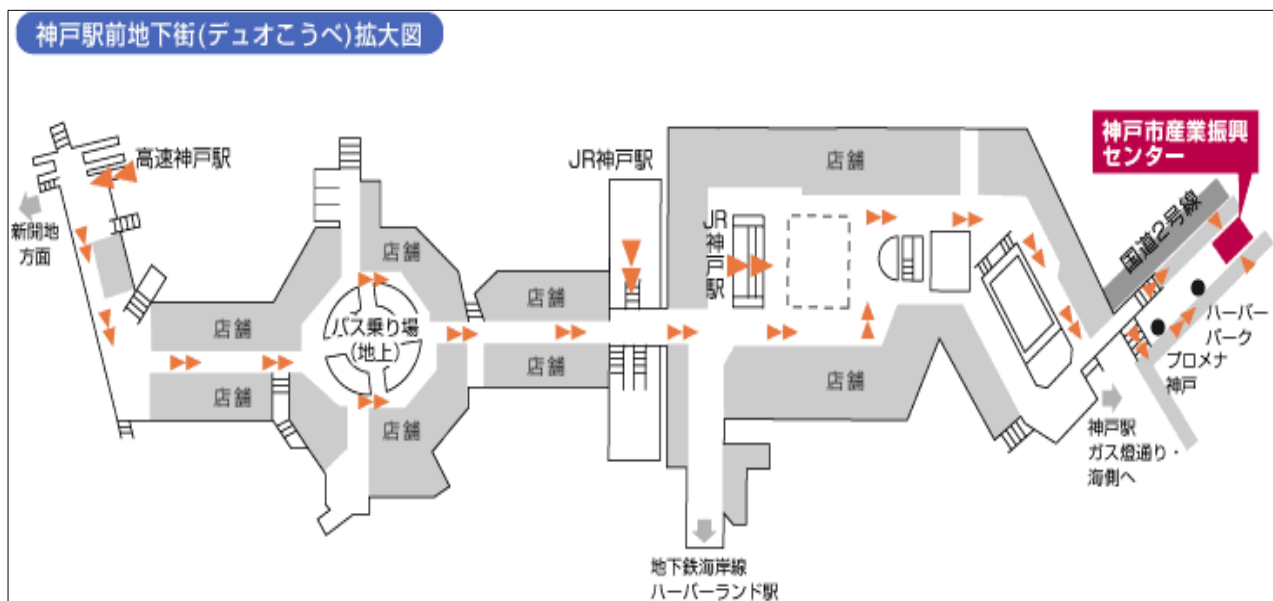 神戸駅前地下街(デュオこうべ)拡大図
高速神戸駅
新開地
方面
店舗
店舗
店舗
店舗
バス乗り場
(地上)
店舗
店舗
JR神戸駅
JR神戸駅
店舗
店舗
神戸市産業振興
センター
国道2号線
ハーバー
パーク
プロメナ
神戸
神戸駅
ガス燈通り・
海側へ
地下鉄海岸線
ハーバーランド駅